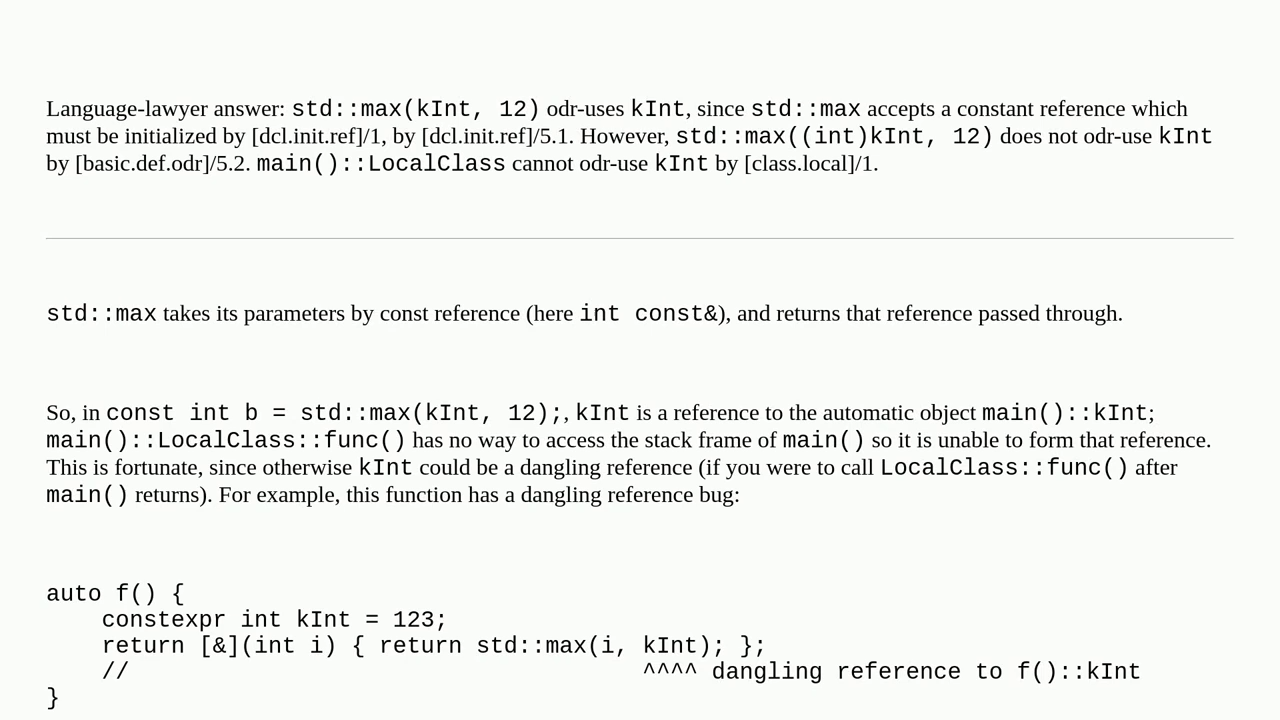 Language-lawyer answer: std::max(kInt, 12) odr-uses kInt, since std::max accepts a constant reference which
must be initialized by [dcl.init.ref]/1, by [dcl.init.ref]/5.1. However, std::max((int)kInt, 12) does not odr-use kInt
by [basic.def.odr]/5.2. main()::LocalClass cannot odr-use kInt by [class.local]/1.
std::max takes its parameters by const reference (here int const&), and returns that reference passed through.
So, in const int b = std::max(kInt, 12);, kInt is a reference to the automatic object main()::kInt;
main()::LocalClass::func() has no way to access the stack frame of main() so it is unable to form that reference.
This is fortunate, since otherwise kInt could be a dangling reference (if you were to call LocalClass::func() after
main() returns). For example, this function has a dangling reference bug:
auto f() {
    constexpr int kInt = 123;
    return [&](int i) { return std::max(i, kInt); };
    //                                     ^^^^ dangling reference to f()::kInt
}